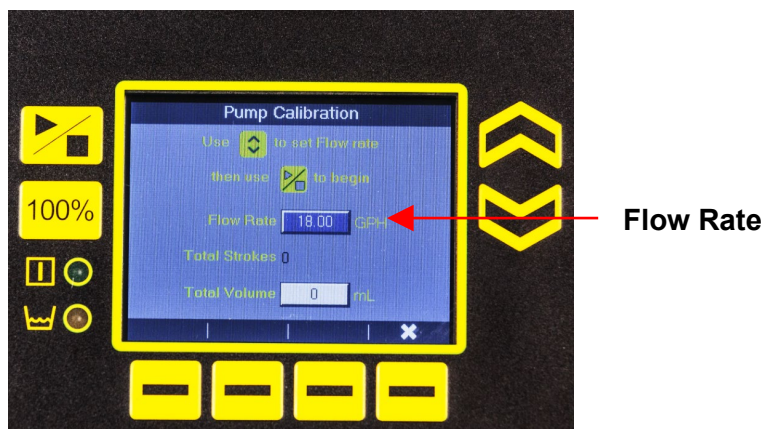 Pump Calibration
Use to set Flow rate
then use to begin
100%
Flow Rate 18.00 GPH
Flow Rate
Total Strokes 0
Total Volume 0 mL